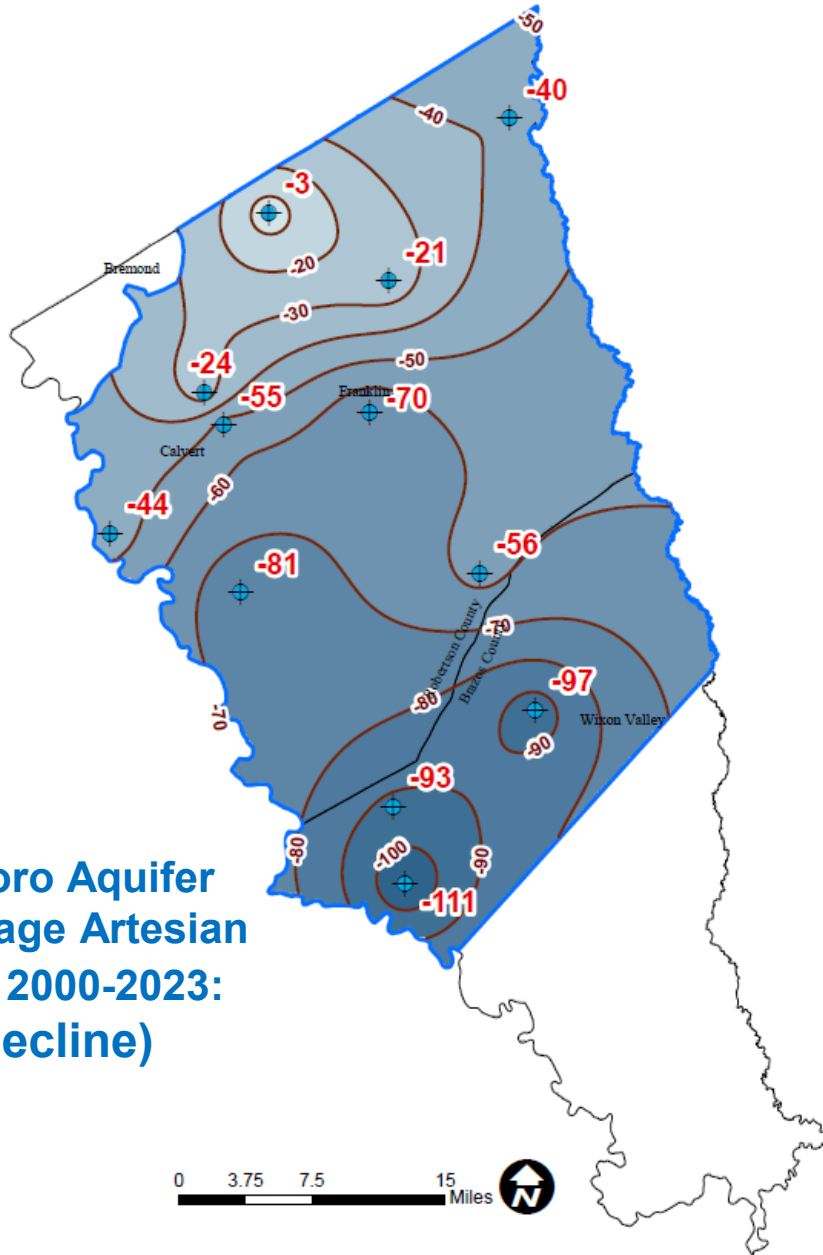 -50
-40
-40
-3
-21
Bremond
-20
-30
-24
-50
-55
Franklin
-70
Calvert
-60
-44
-56
-81
Robertson County
Brazos County
-70
-97
-80
-70
Wixon Valley
-90
-93
-80
-90
-100
-111
oro Aquifer
age Artesian
2000-2023:
ecline)
0 3.75 7.5 15
Miles
N